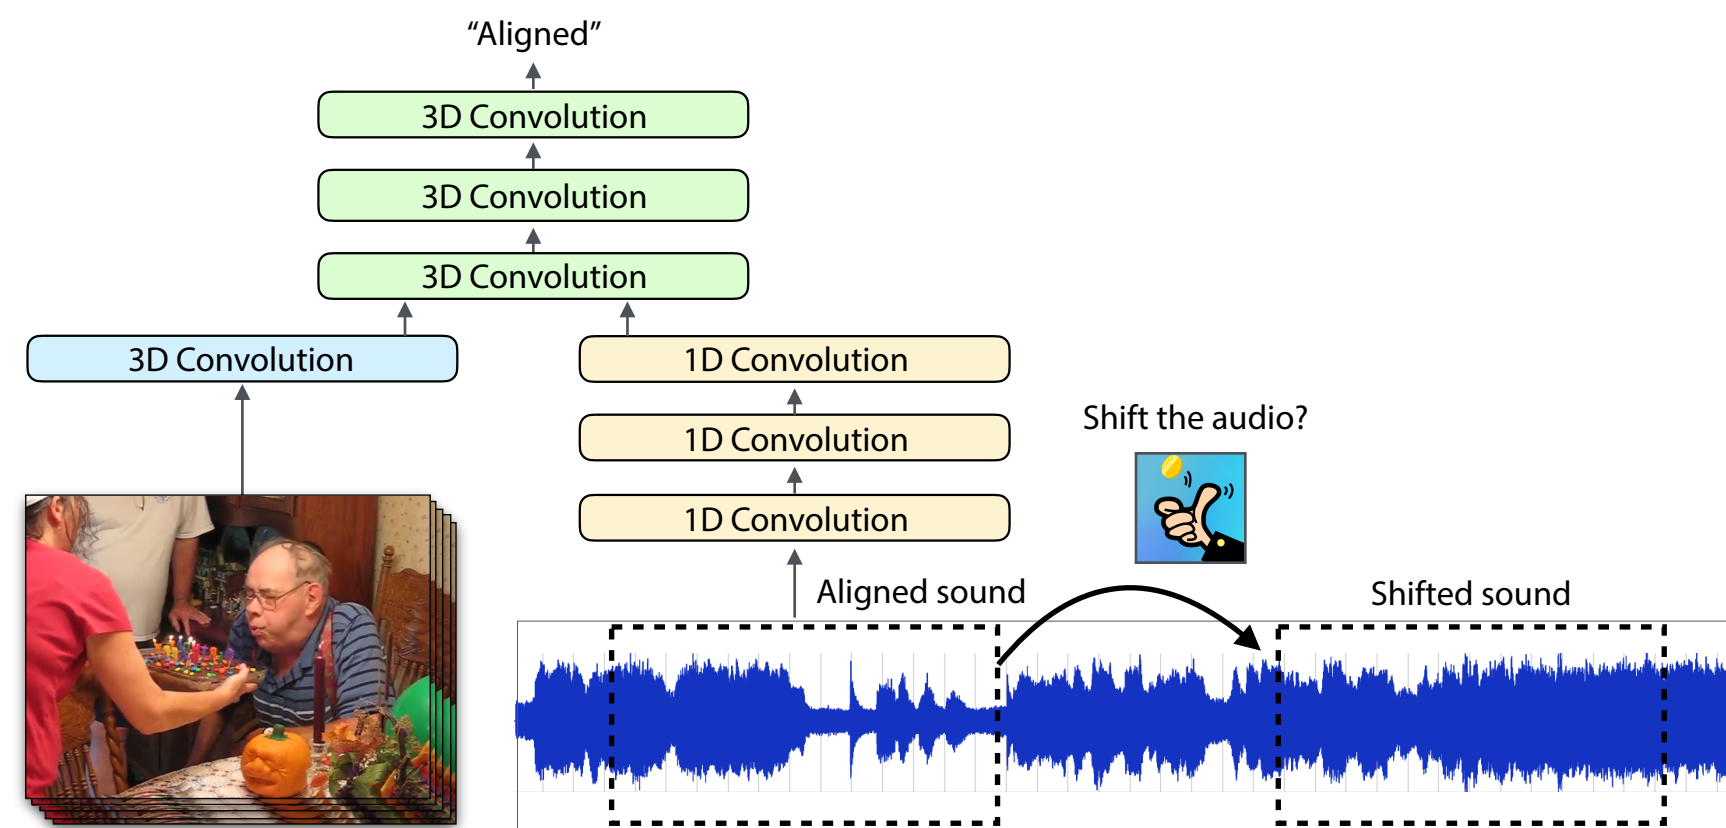 “Aligned”
3D Convolution
3D Convolution
3D Convolution
3D Convolution
1D Convolution
1D Convolution
1D Convolution
Shift the audio?
Aligned sound
Shifted sound